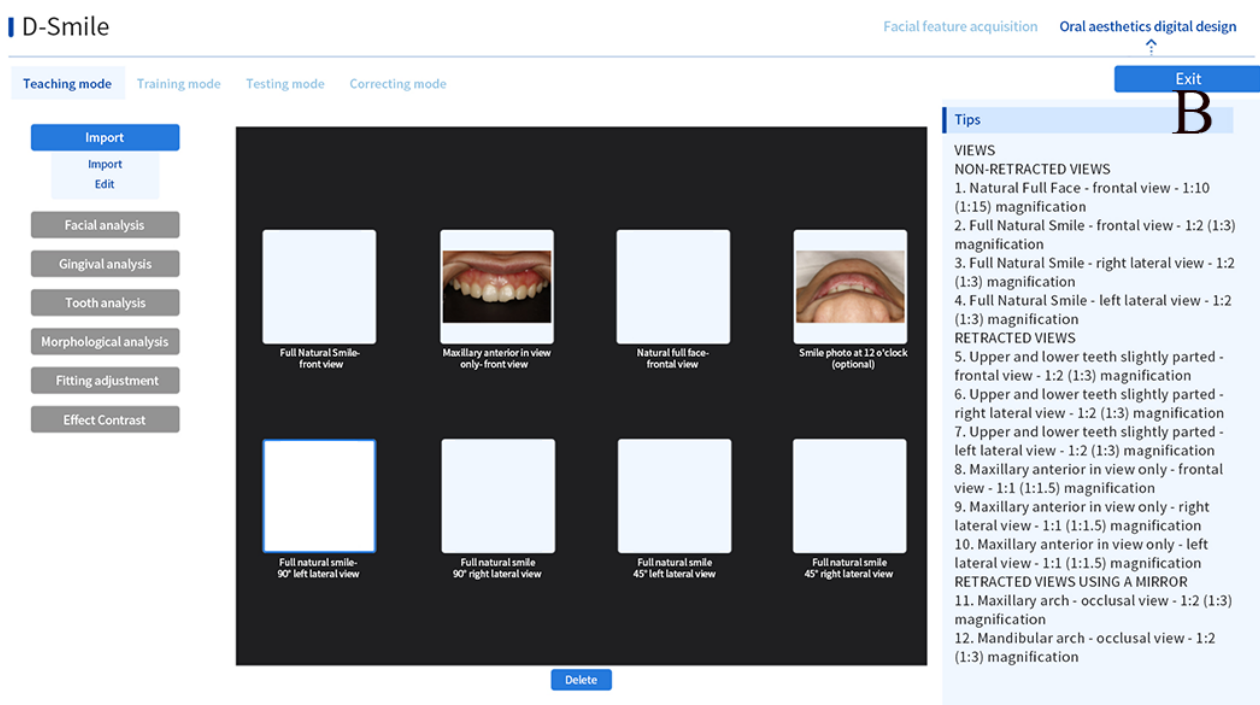 D-Smile
Facial feature acquisition
Oral aesthetics digital design
Teaching mode
Training mode
Testing mode
Correcting mode
Exit
B
Import
Import
Edit
Facial analysis
Gingival analysis
Tooth analysis
Morphological analysis
Fitting adjustment
Effect Contrast
Full Natural Smile-
front view
Maxillary anterior in view
only- front view
Natural full face-
frontal view
Smile photo at 12 o'clock
(optional)
Full natural smile-
90° left lateral view
Full natural smile
90° right lateral view
Full natural smile
45° left lateral view
Full natural smile
45° right lateral view
Delete
Tips
VIEWS
NON-RETRACTED VIEWS
1. Natural Full Face - frontal view - 1:10
(1:15) magnification
2. Full Natural Smile - frontal view - 1:2 (1:3)
magnification
3. Full Natural Smile - right lateral view - 1:2
(1:3) magnification
4. Full Natural Smile - left lateral view - 1:2
(1:3) magnification
RETRACTED VIEWS
5. Upper and lower teeth slightly parted -
frontal view - 1:2 (1:3) magnification
6. Upper and lower teeth slightly parted -
right lateral view - 1:2 (1:3) magnification
7. Upper and lower teeth slightly parted -
left lateral view - 1:2 (1:3) magnification
8. Maxillary anterior in view only - frontal
view - 1:1 (1:1.5) magnification
9. Maxillary anterior in view only - right
lateral view - 1:1 (1:1.5) magnification
10. Maxillary anterior in view only - left
lateral view - 1:1 (1:1.5) magnification
RETRACTED VIEWS USING A MIRROR
11. Maxillary arch - occlusal view - 1:2 (1:3)
magnification
12. Mandibular arch - occlusal view - 1:2
(1:3) magnification